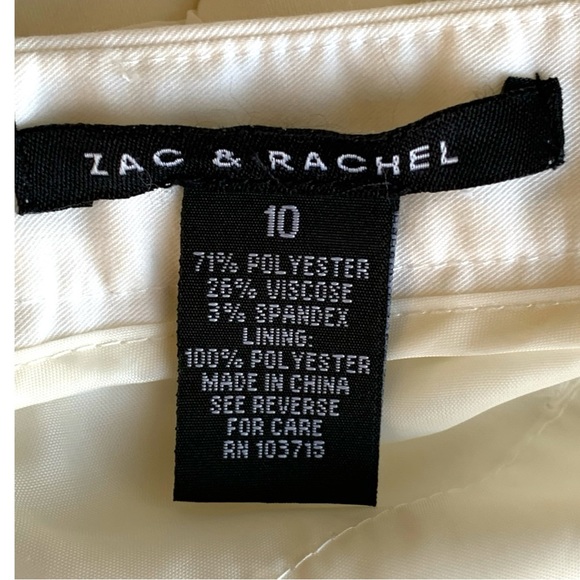 ZAC & RACHEL
10
71% POLYESTER
26% VISCOSE
3% SPANDEX
LINING:
100% POLYESTER
MADE IN CHINA
SEE REVERSE
FOR CARE
RN 103715